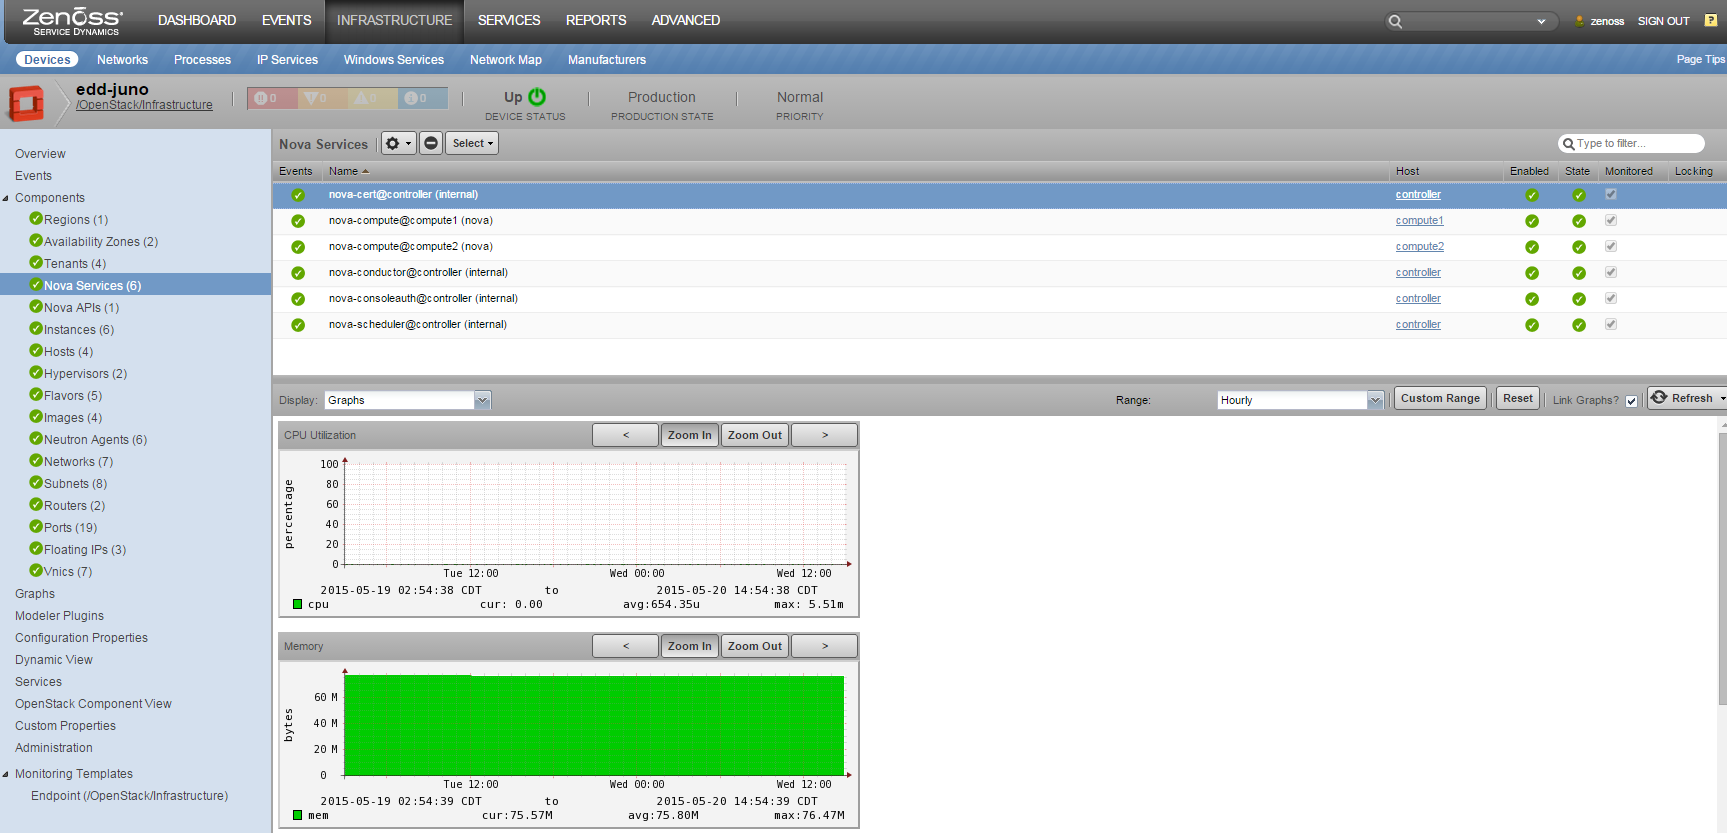 Zenoss
SERVICE DYNAMICS
DASHBOARD EVENTS INFRASTRUCTURE SERVICES REPORTS ADVANCED
zenoss SIGN OUT ?
Devices Networks Processes IP Services Windows Services Network Map Manufacturers Page Tips
edd-juno
/OpenStack/Infrastructure
0 0 0 0
Up
DEVICE STATUS
Production
PRODUCTION STATE
Normal
PRIORITY
Overview
Events
Components
Regions (1)
Availability Zones (2)
Tenants (4)
Nova Services (6)
Nova APIs (1)
Instances (6)
Hosts (4)
Hypervisors (2)
Flavors (5)
Images (4)
Neutron Agents (6)
Networks (7)
Subnets (8)
Routers (2)
Ports (19)
Floating IPs (3)
Vnics (7)
Graphs
Modeler Plugins
Configuration Properties
Dynamic View
Services
OpenStack Component View
Custom Properties
Administration
Monitoring Templates
Endpoint (/OpenStack/Infrastructure)
Nova Services Select Type to filter...
Events Name Host Enabled State Monitored Locking
nova-cert@controller (internal) controller
nova-compute@compute1 (nova) compute1
nova-compute@compute2 (nova) compute2
nova-conductor@controller (internal) controller
nova-consoleauth@controller (internal) controller
nova-scheduler@controller (internal) controller
Display: Graphs Range: Hourly Custom Range Reset Link Graphs? Refresh
CPU Utilization < Zoom In Zoom Out >
percentage
100
80
60
40
20
0
Tue 12:00 Wed 00:00 Wed 12:00
2015-05-19 02:54:38 CDT to 2015-05-20 14:54:38 CDT
cpu cur: 0.00 avg:654.35u max: 5.51m
Memory < Zoom In Zoom Out >
bytes
60 M
40 M
20 M
0
Tue 12:00 Wed 00:00 Wed 12:00
2015-05-19 02:54:39 CDT to 2015-05-20 14:54:39 CDT
mem cur:75.57M avg:75.80M max:76.47M